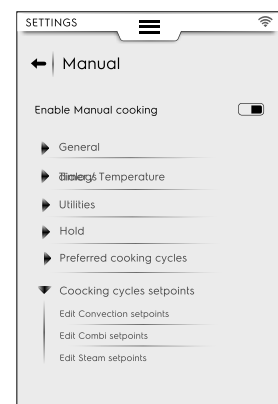 SETTINGS
Manual
Enable Manual cooking
General
Temperature
Utilities
Hold
Preferred cooking cycles
Coocking cycles setpoints
Edit Convection setpoints
Edit Combi setpoints
Edit Steam setpoints